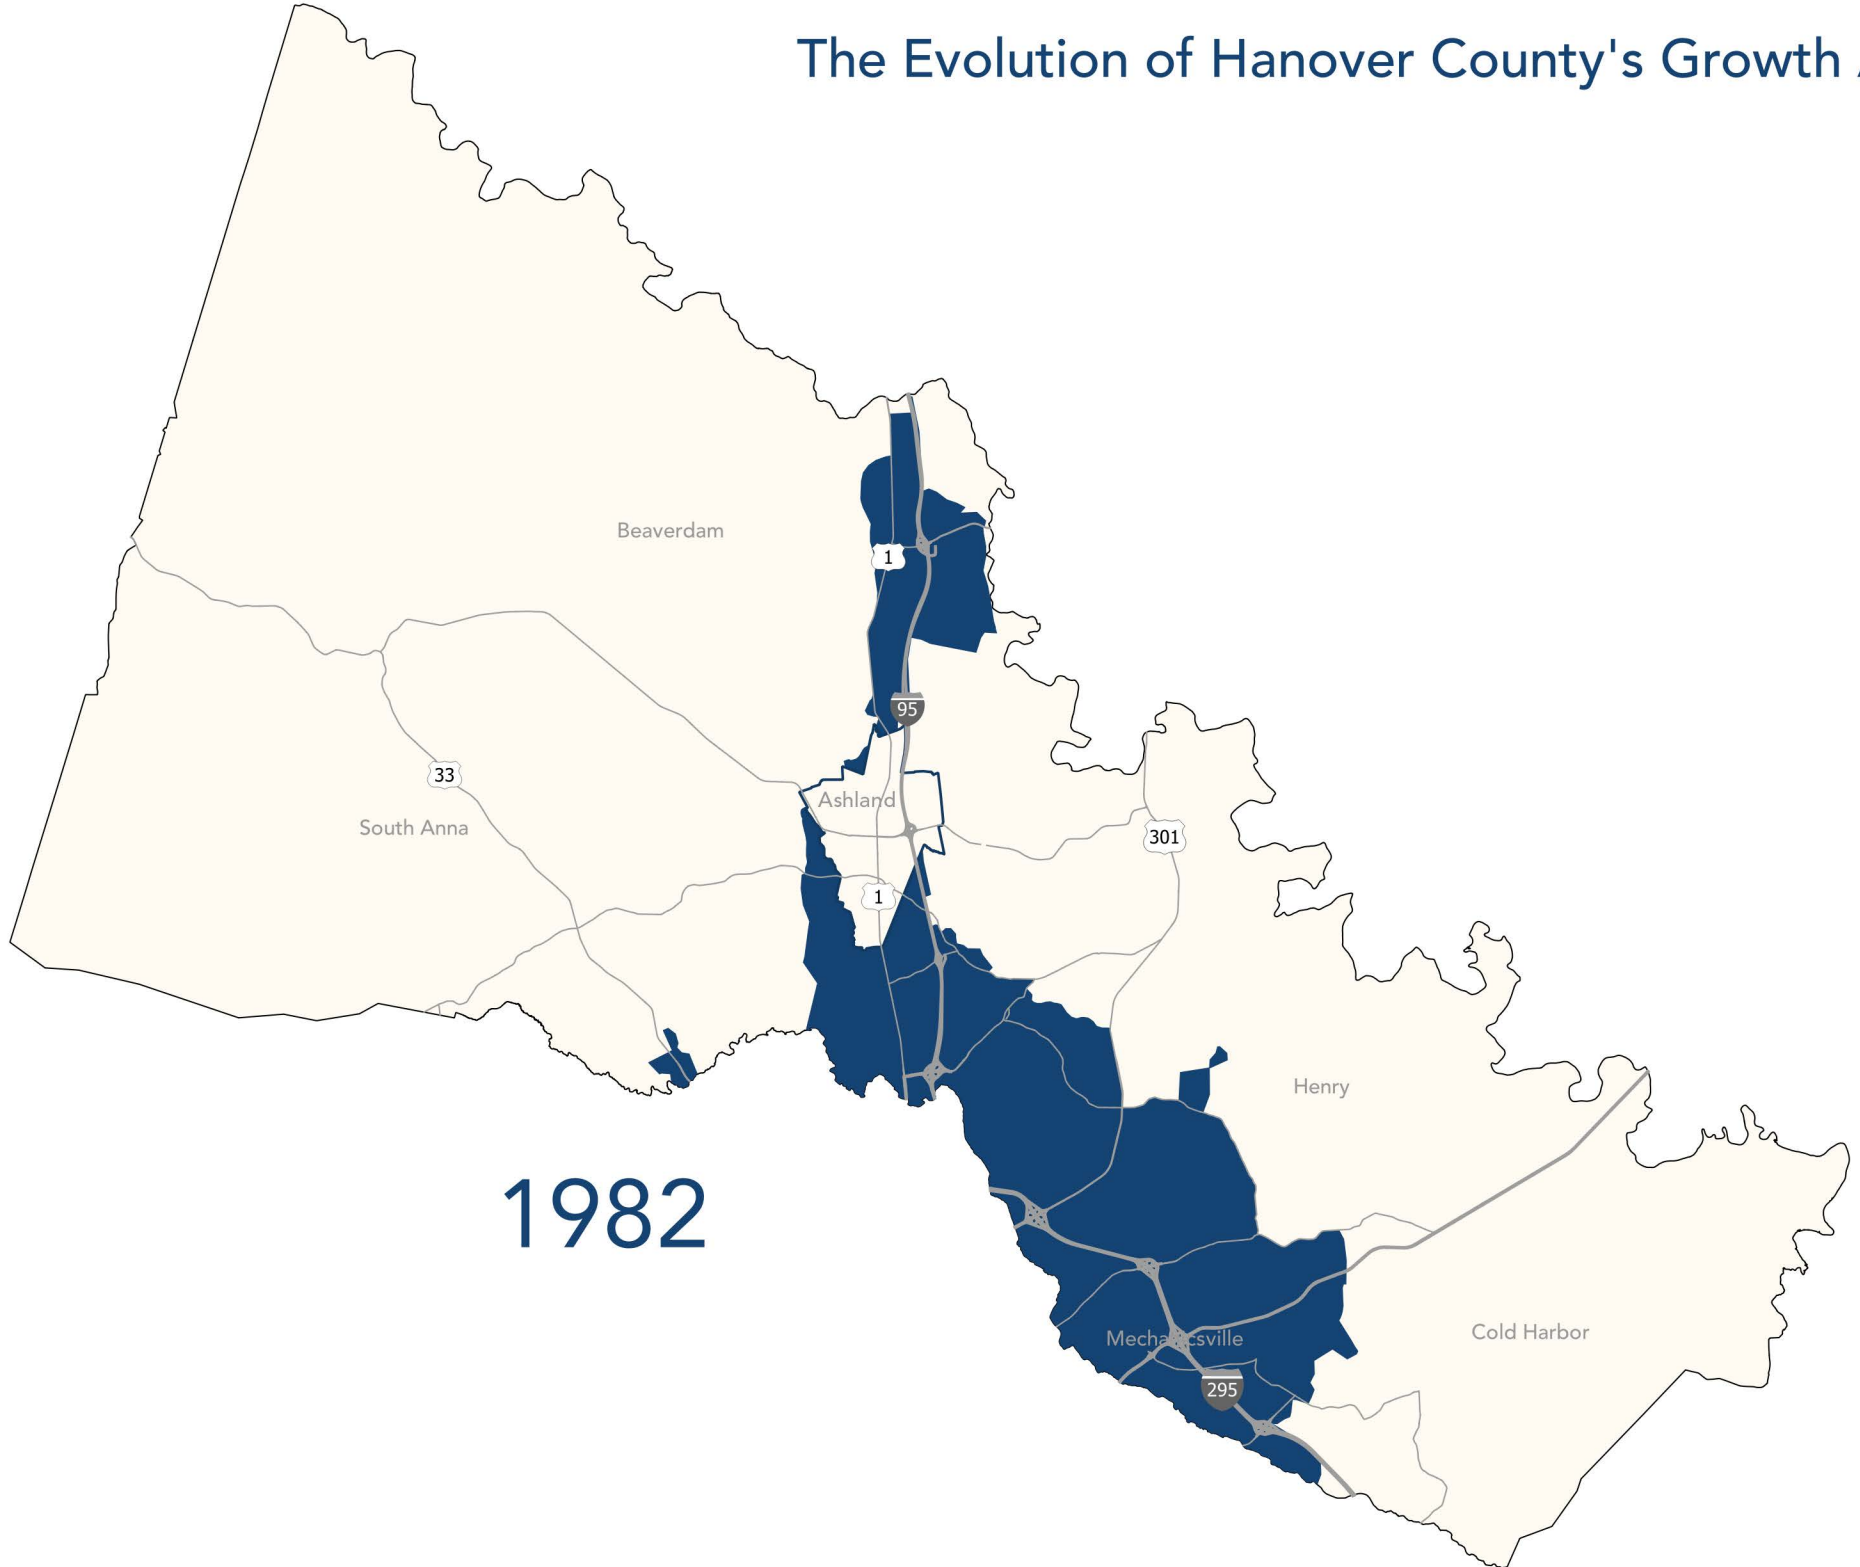 The Evolution of Hanover County's Growth
Beaverdam
1
95
33
Ashland
South Anna
301
1
Henry
1982
Cold Harbor
295